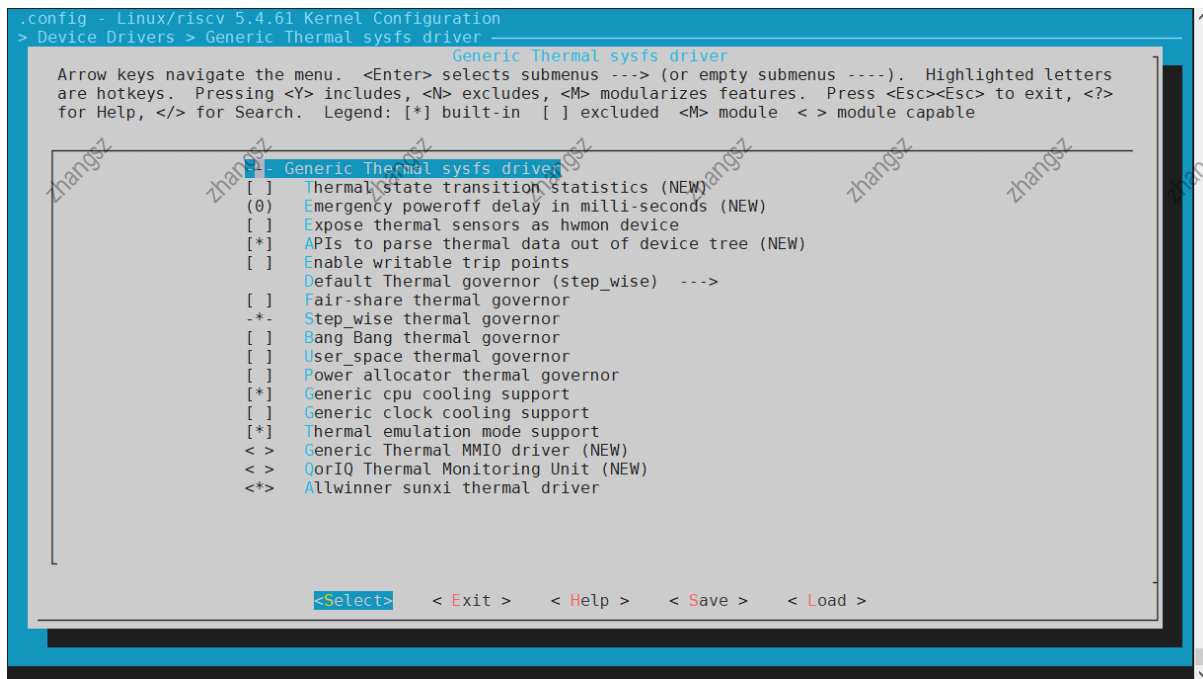 .config - Linux/riscv 5.4.61 Kernel Configuration
> Device Drivers > Generic Thermal sysfs driver
Generic Thermal sysfs driver
Arrow keys navigate the menu.  <Enter> selects submenus ---> (or empty submenus ----).  Highlighted letters
are hotkeys.  Pressing <Y> includes, <N> excludes, <M> modularizes features.  Press <Esc><Esc> to exit, <?>
for Help, </> for Search.  Legend: [*] built-in  [ ] excluded  <M> module  < > module capable
zhangsz zhangsz zhangsz zhangsz zhangsz zhangsz zhangsz
-*- Generic Thermal sysfs driver
[ ]   Thermal state transition statistics (NEW)
(0)   Emergency poweroff delay in milli-seconds (NEW)
[ ]   Expose thermal sensors as hwmon device
[*]   APIs to parse thermal data out of device tree (NEW)
[ ]   Enable writable trip points
Default Thermal governor (step_wise)  --->
[ ]   Fair-share thermal governor
-*-   Step_wise thermal governor
[ ]   Bang Bang thermal governor
[ ]   User_space thermal governor
[ ]   Power allocator thermal governor
[*]   Generic cpu cooling support
[ ]   Generic clock cooling support
[*]   Thermal emulation mode support
< >   Generic Thermal MMIO driver (NEW)
< >   QorIQ Thermal Monitoring Unit (NEW)
<*>   Allwinner sunxi thermal driver
<Select>    < Exit >    < Help >    < Save >    < Load >